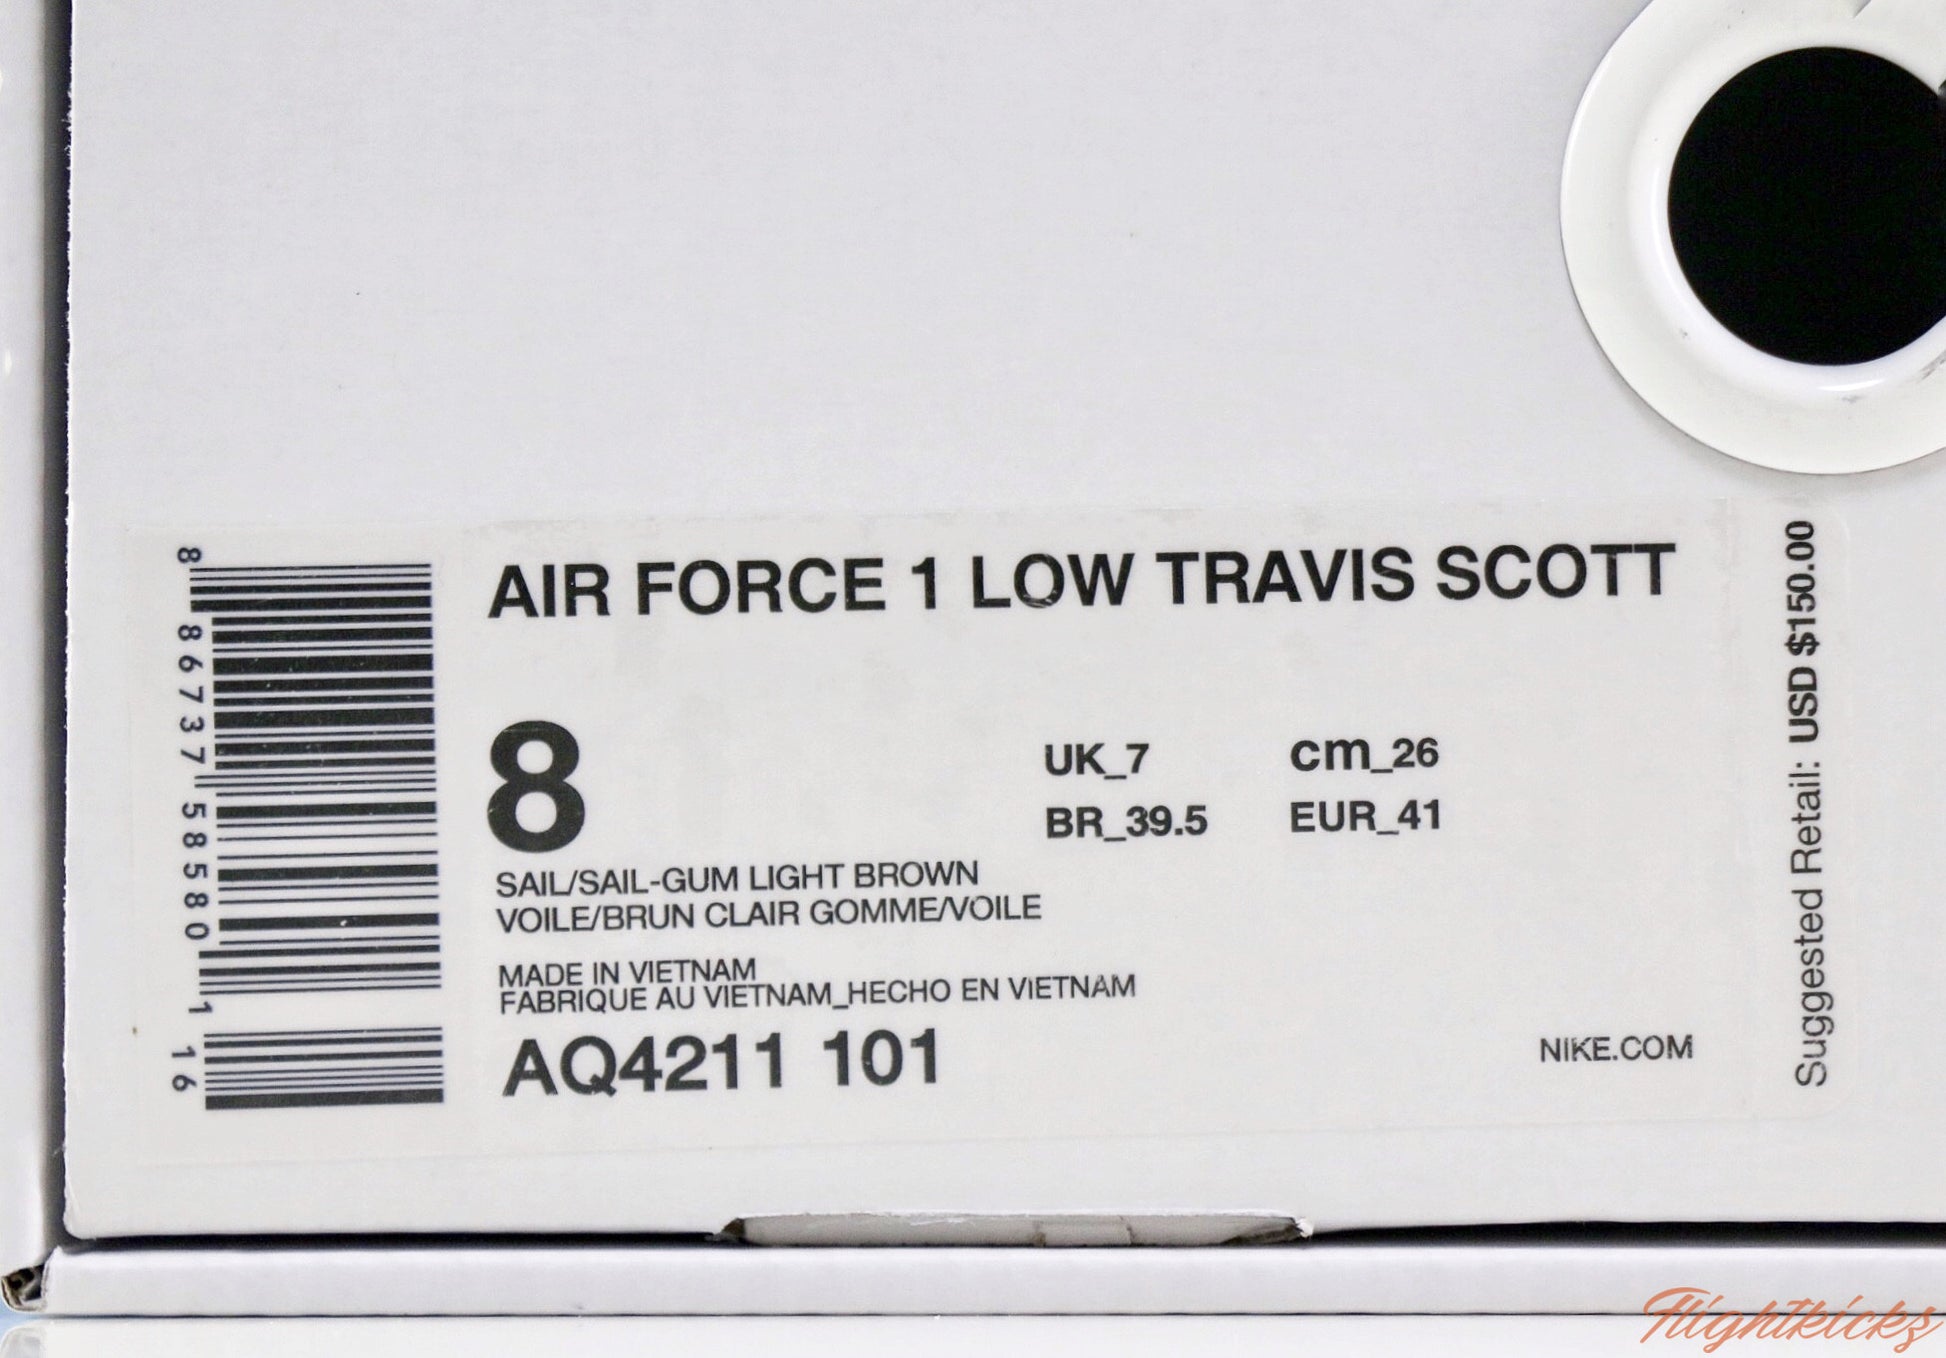 AIR FORCE 1 LOW TRAVIS SCOTT
8
UK_7
cm_26
BR_39.5
EUR_41
SAIL/SAIL-GUM LIGHT BROWN
VOILE/BRUN CLAIR GOMME/VOILE
MADE IN VIETNAM
FABRIQUE AU VIETNAM_HECHO EN VIETNAM
AQ4211 101
NIKE.COM
8 86737 58580 1
16
Suggested Retail: USD $150.00
Flightkickz